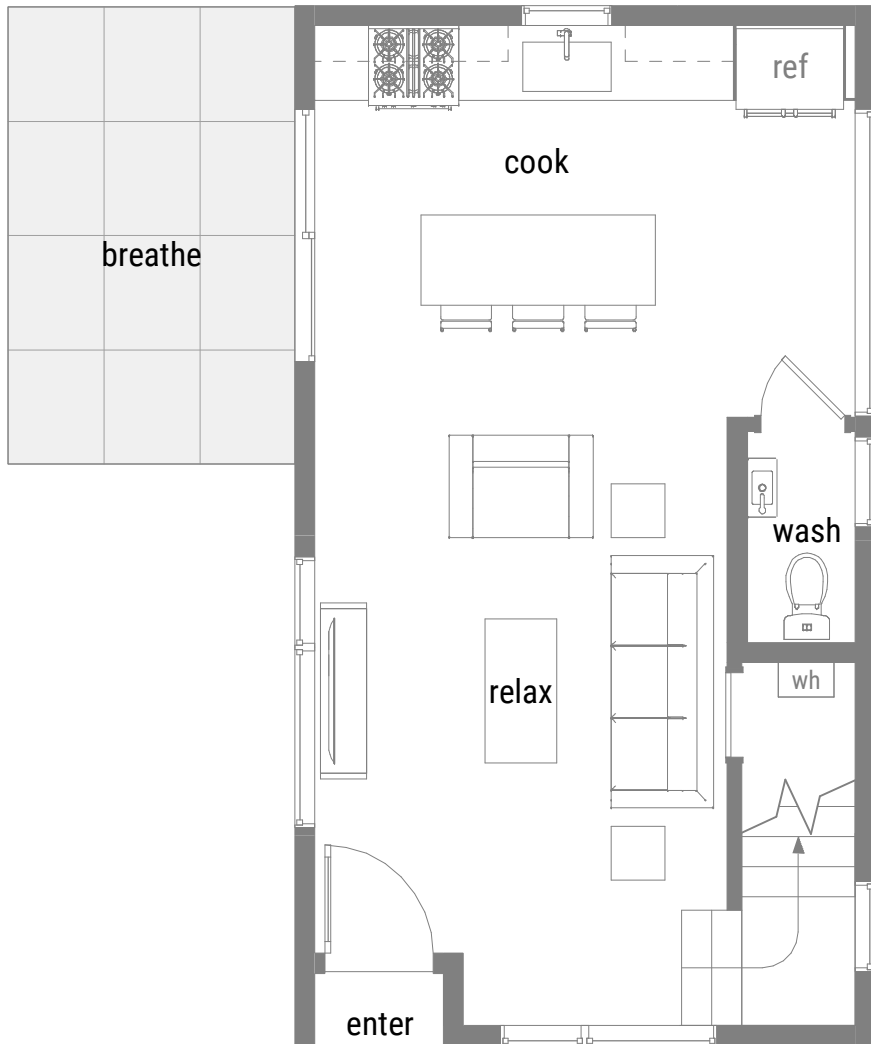 ref
cook
breathe
wash
wh
relax
enter